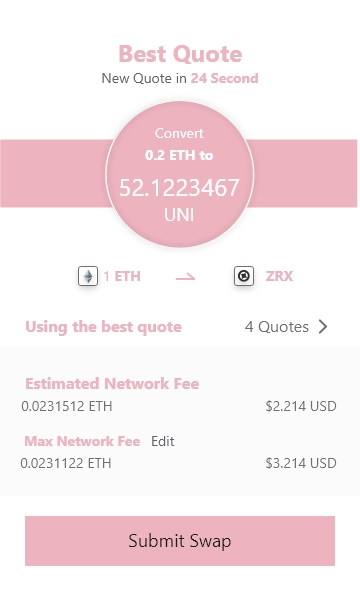 Best Quote
New Quote in 24 Second
Convert
0.2 ETH to
52.1223467
UNI
1 ETH
ZRX
Using the best quote
4 Quotes
Estimated Network Fee
0.0231512 ETH
$2.214 USD
Max Network Fee Edit
0.0231122 ETH
$3.214 USD
Submit Swap